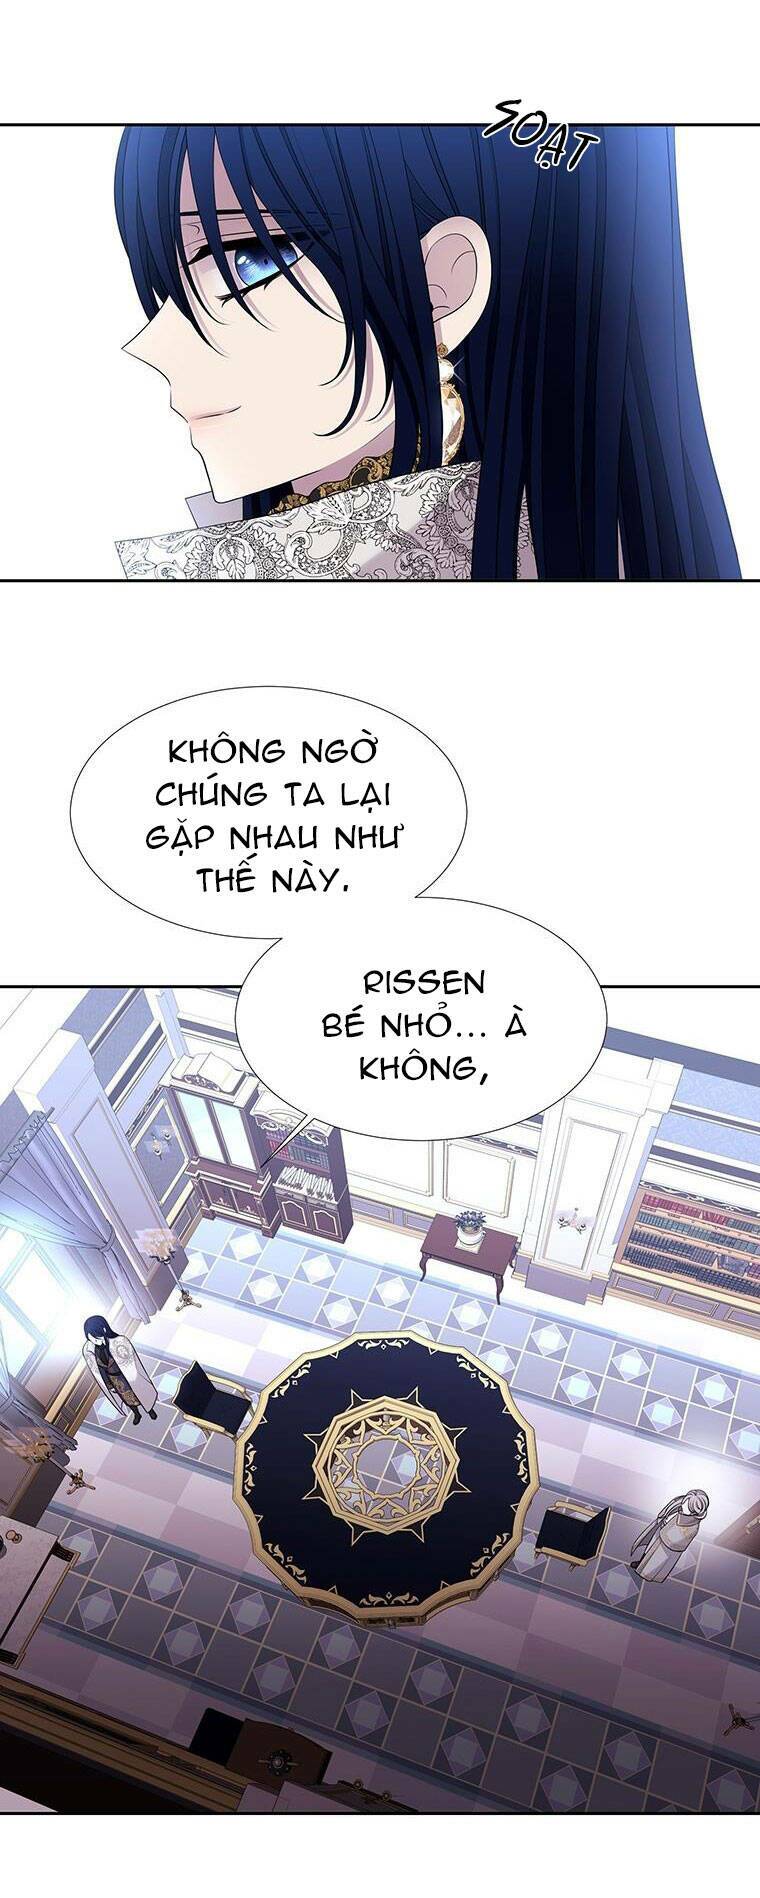 SOẠT
KHÔNG NGỜ
CHÚNG TA LẠI
GẶP NHAU NHƯ
THẾ NÀY.
RISSEN
BÉ NHỎ... À
KHÔNG,